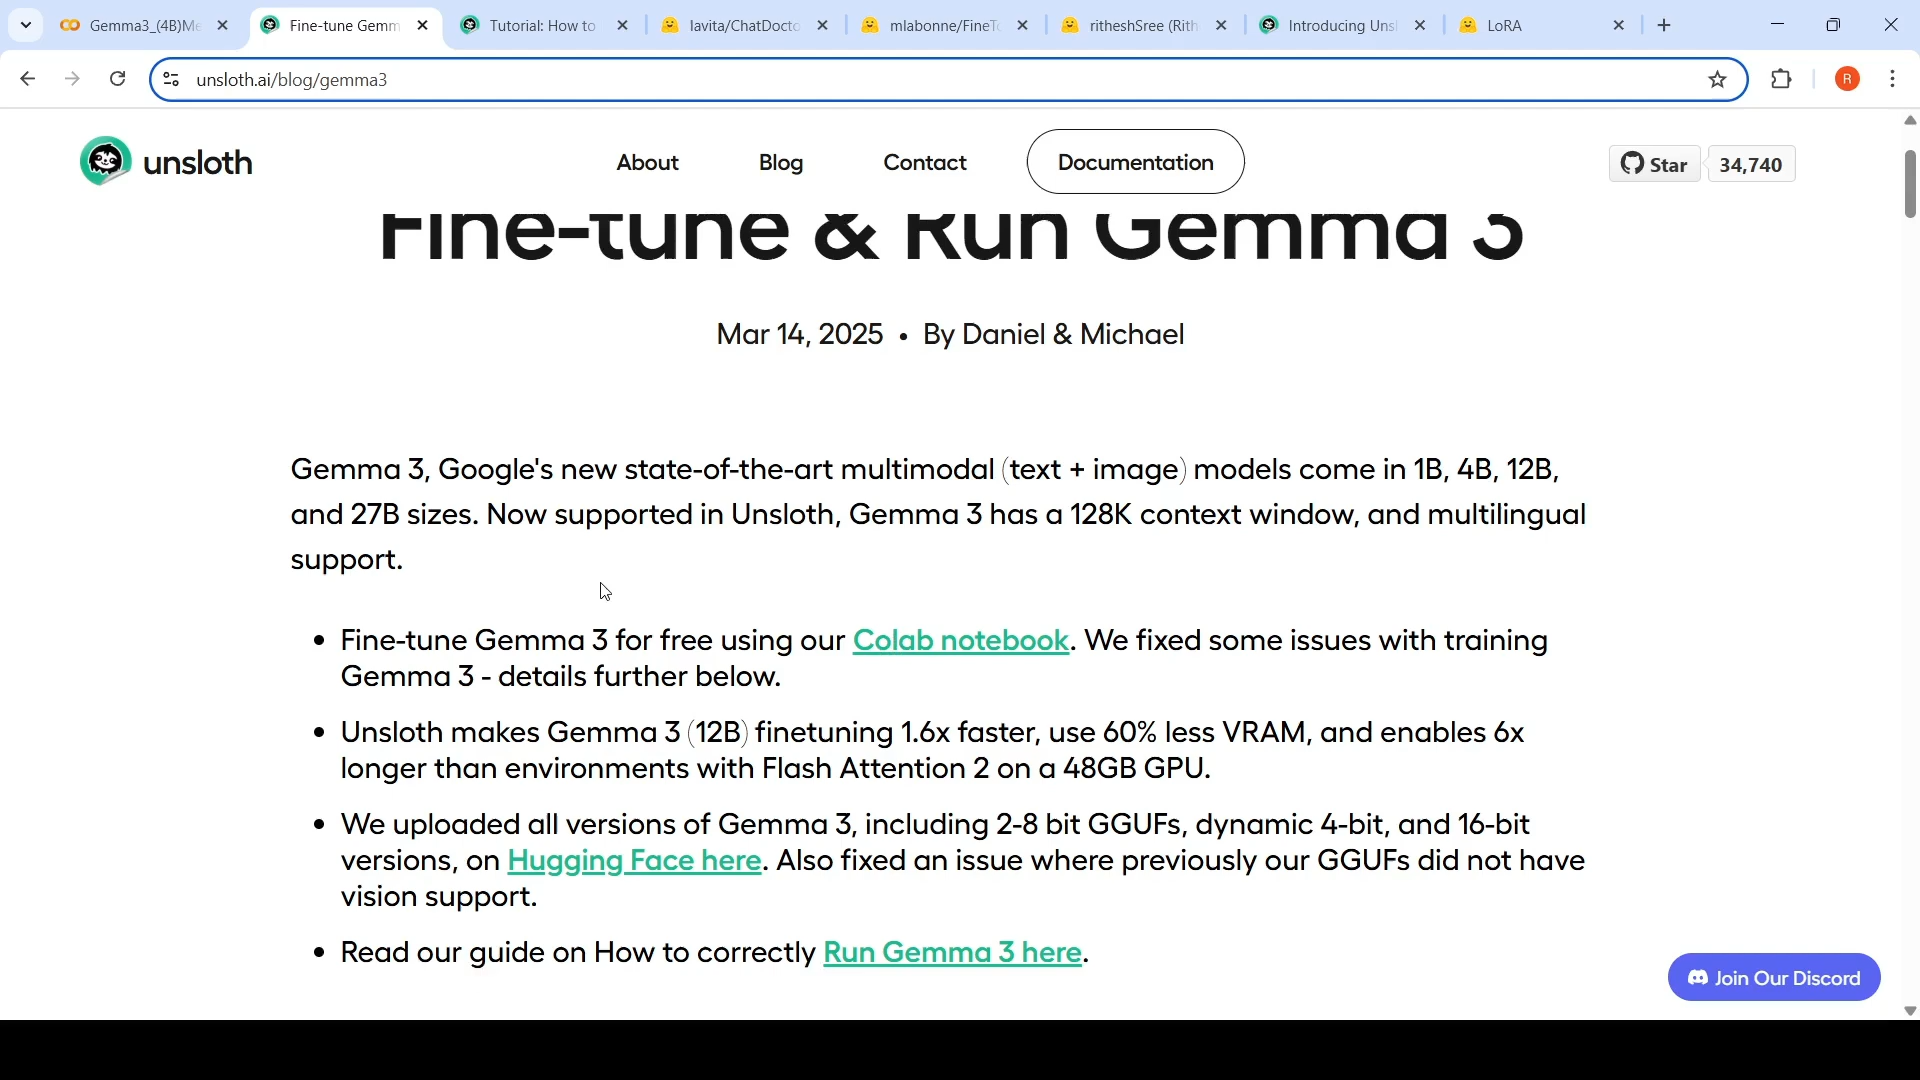 Gemma3_(4B)Me
Fine-tune Gemm
Tutorial: How to
lavita/ChatDocto
mlabonne/FineTo
ritheshSree (Rith
Introducing Uns
LoRA
unsloth.ai/blog/gemma3
R
unsloth
About
Blog
Contact
Documentation
Star
34,740
Fine-tune & Run Gemma 3
Mar 14, 2025 • By Daniel & Michael
Gemma 3, Google's new state-of-the-art multimodal (text + image) models come in 1B, 4B, 12B,
and 27B sizes. Now supported in Unsloth, Gemma 3 has a 128K context window, and multilingual
support.
• Fine-tune Gemma 3 for free using our Colab notebook. We fixed some issues with training
Gemma 3 - details further below.
• Unsloth makes Gemma 3 (12B) finetuning 1.6x faster, use 60% less VRAM, and enables 6x
longer than environments with Flash Attention 2 on a 48GB GPU.
• We uploaded all versions of Gemma 3, including 2-8 bit GGUFs, dynamic 4-bit, and 16-bit
versions, on Hugging Face here. Also fixed an issue where previously our GGUFs did not have
vision support.
• Read our guide on How to correctly Run Gemma 3 here.
Join Our Discord